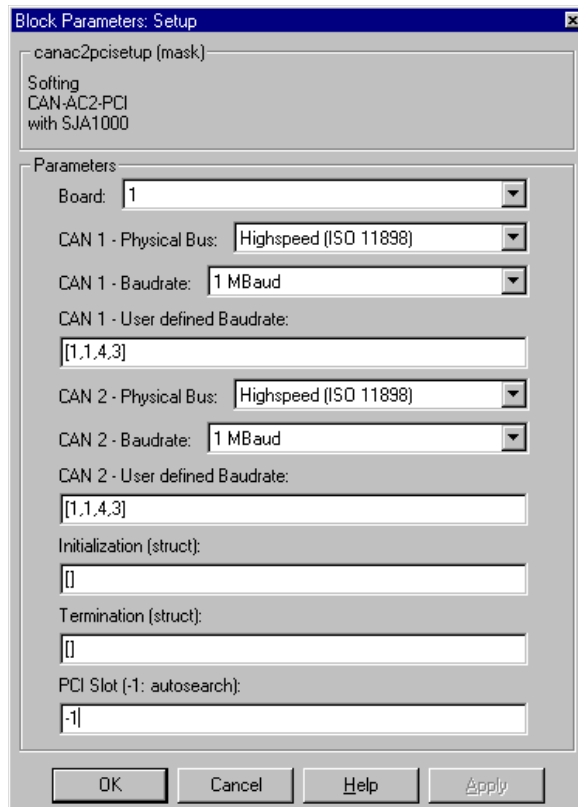 Block Parameters: Setup
canac2pcisetup (mask)
Softing
CAN-AC2-PCI
with SJA1000
Parameters
Board: 1
CAN 1 - Physical Bus: Highspeed (ISO 11898)
CAN 1 - Baudrate: 1 MBaud
CAN 1 - User defined Baudrate:
[1,1,4,3]
CAN 2 - Physical Bus: Highspeed (ISO 11898)
CAN 2 - Baudrate: 1 MBaud
CAN 2 - User defined Baudrate:
[1,1,4,3]
Initialization (struct):
[]
Termination (struct):
[]
PCI Slot (-1: autosearch):
-1
OK Cancel Help Apply